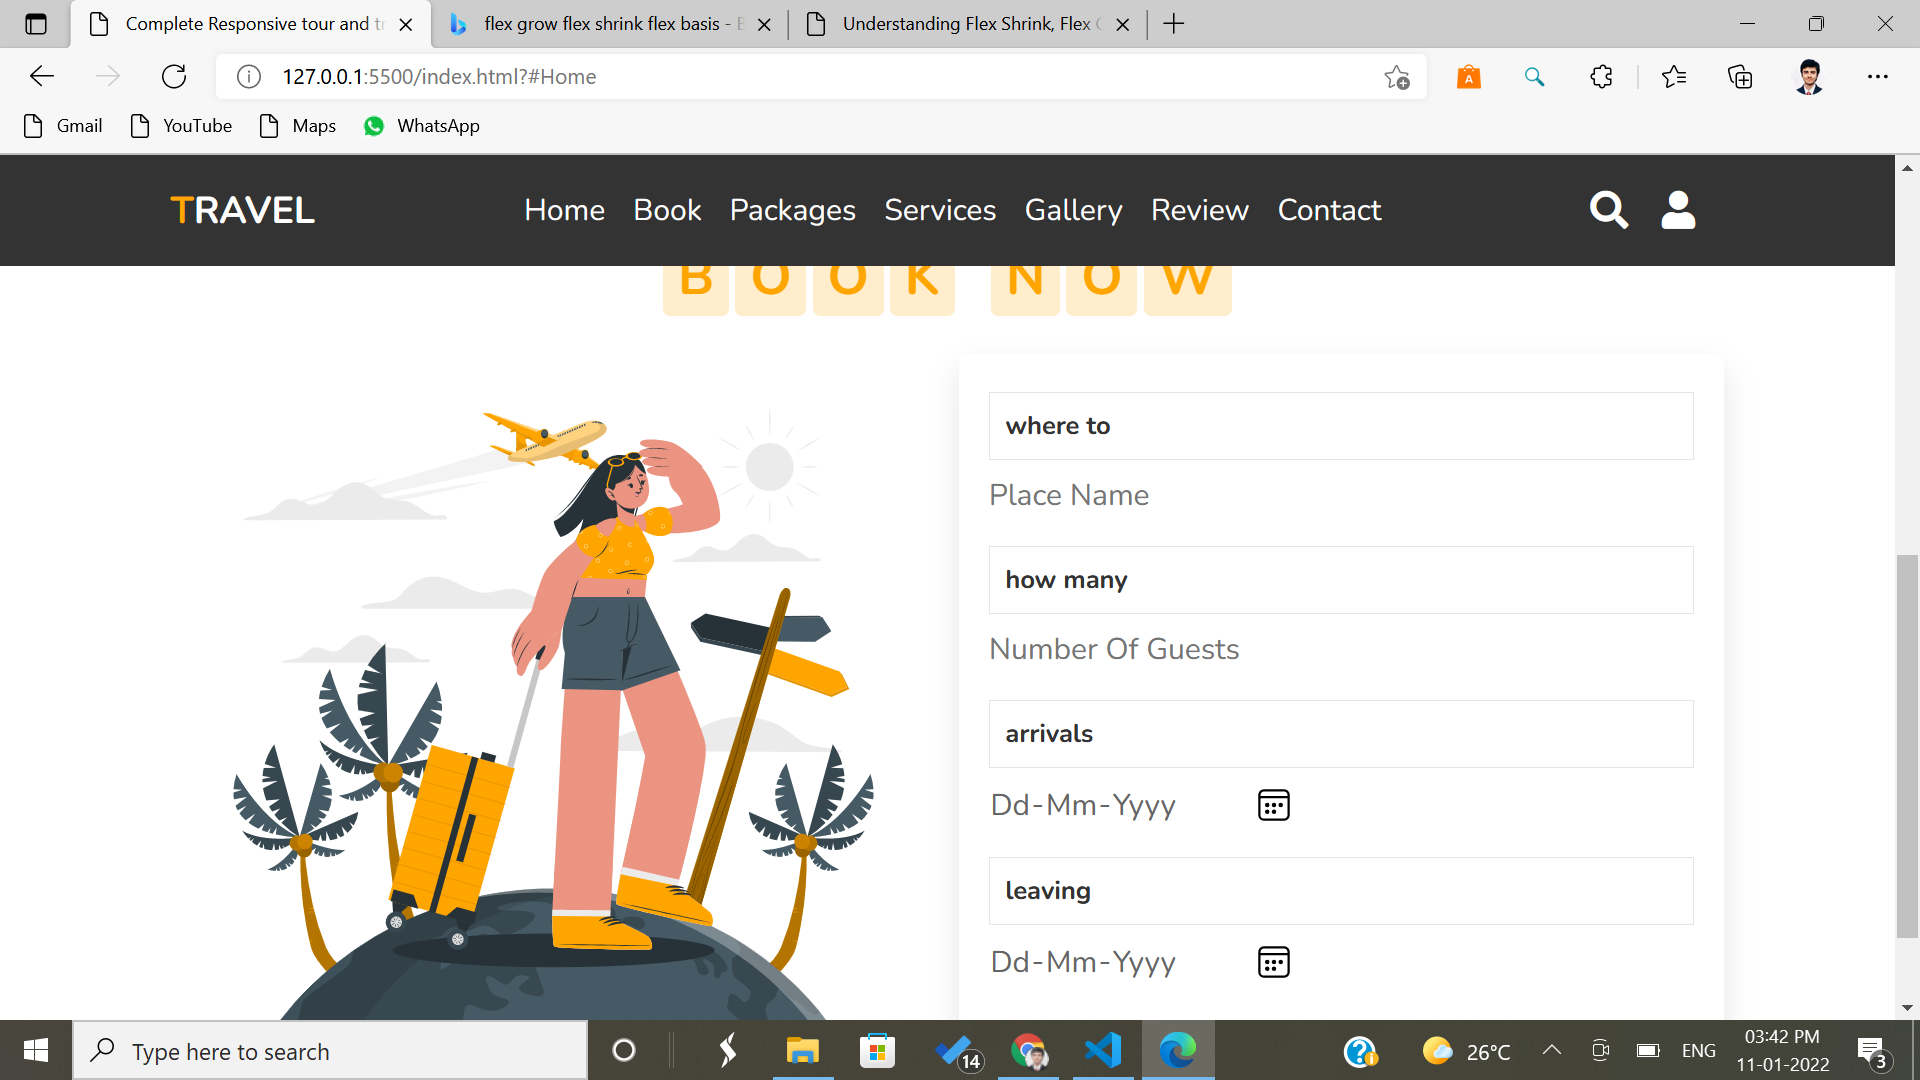 Complete Responsive tour and tr
flex grow flex shrink flex basis - B
Understanding Flex Shrink, Flex G
127.0.0.1:5500/index.html?#Home
A
Gmail YouTube Maps WhatsApp
TRAVEL Home Book Packages Services Gallery Review Contact
BOOK NOW
where to
Place Name
how many
Number Of Guests
arrivals
Dd-Mm-Yyyy
leaving
Dd-Mm-Yyyy
Type here to search
14
26°C
ENG
03:42 PM
11-01-2022
3